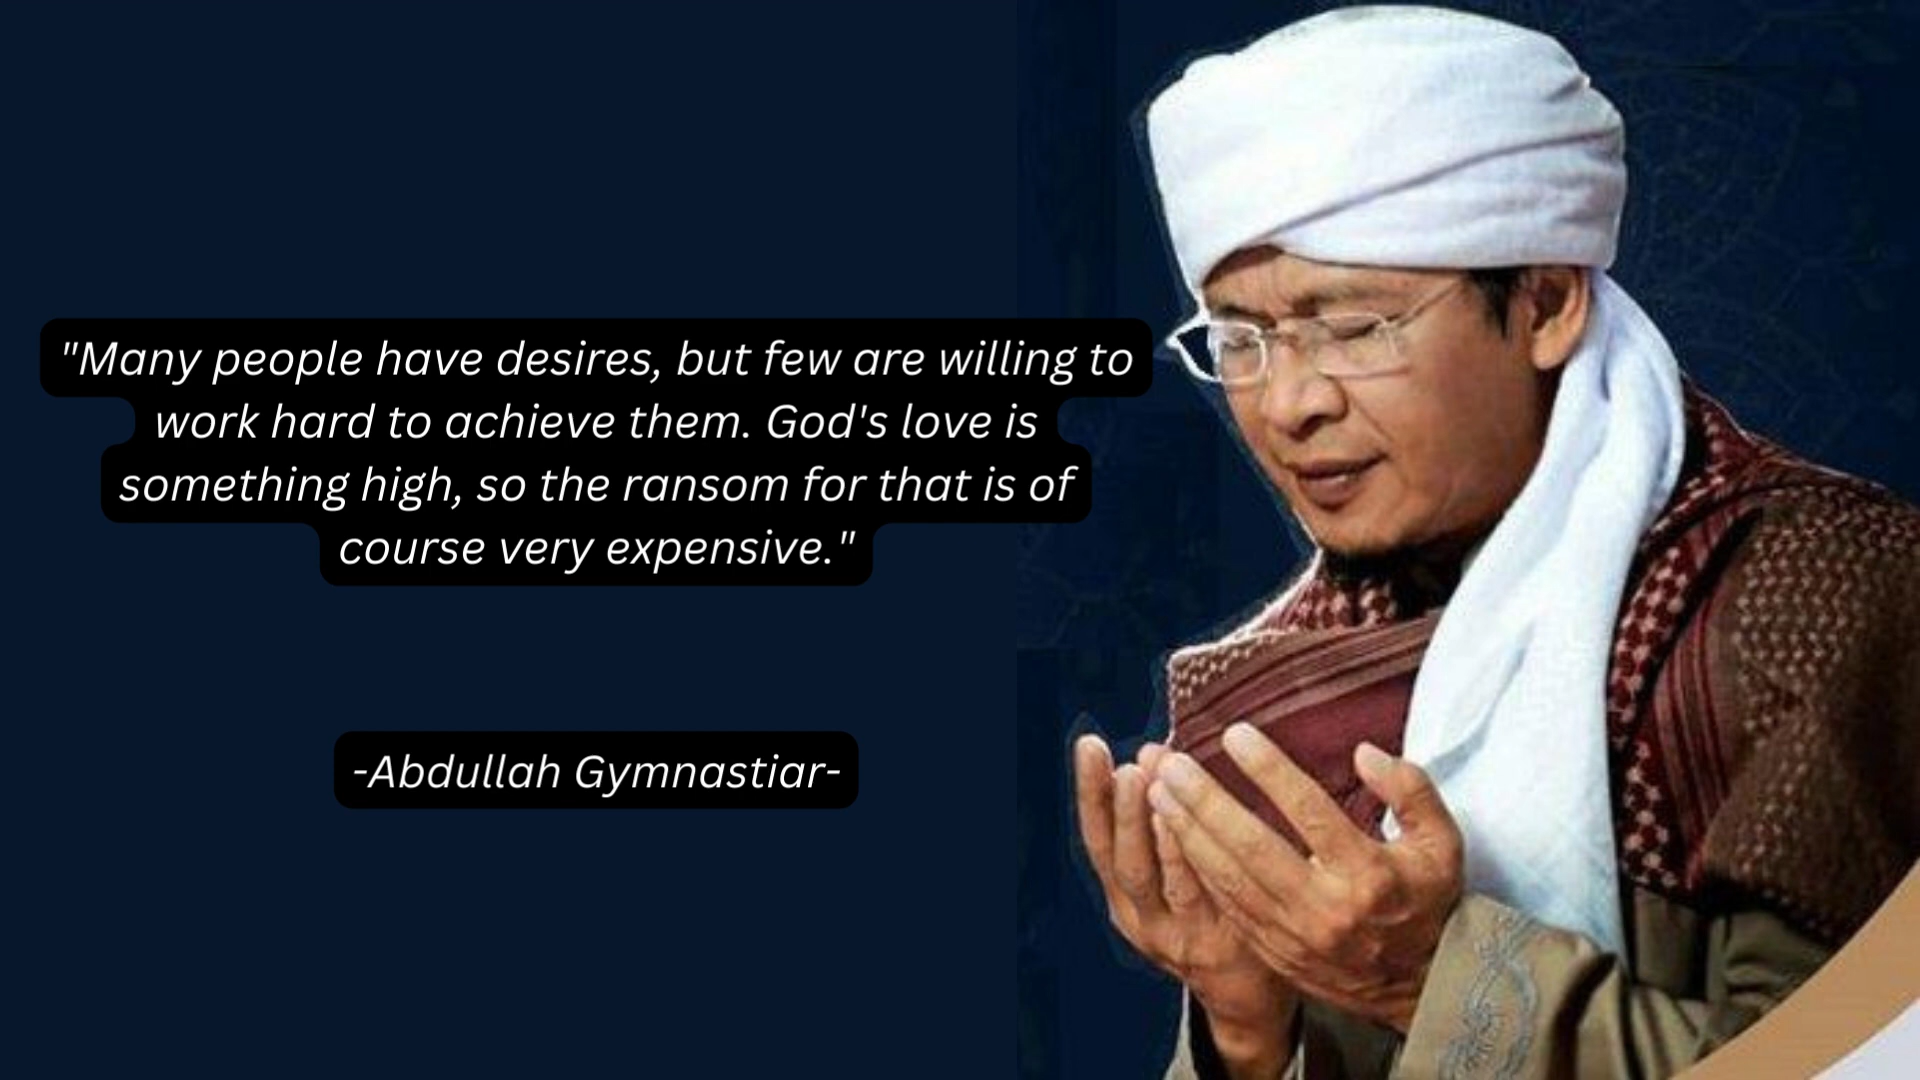 "Many people have desires, but few are willing to
work hard to achieve them. God's love is
something high, so the ransom for that is of
course very expensive."
-Abdullah Gymnastiar-